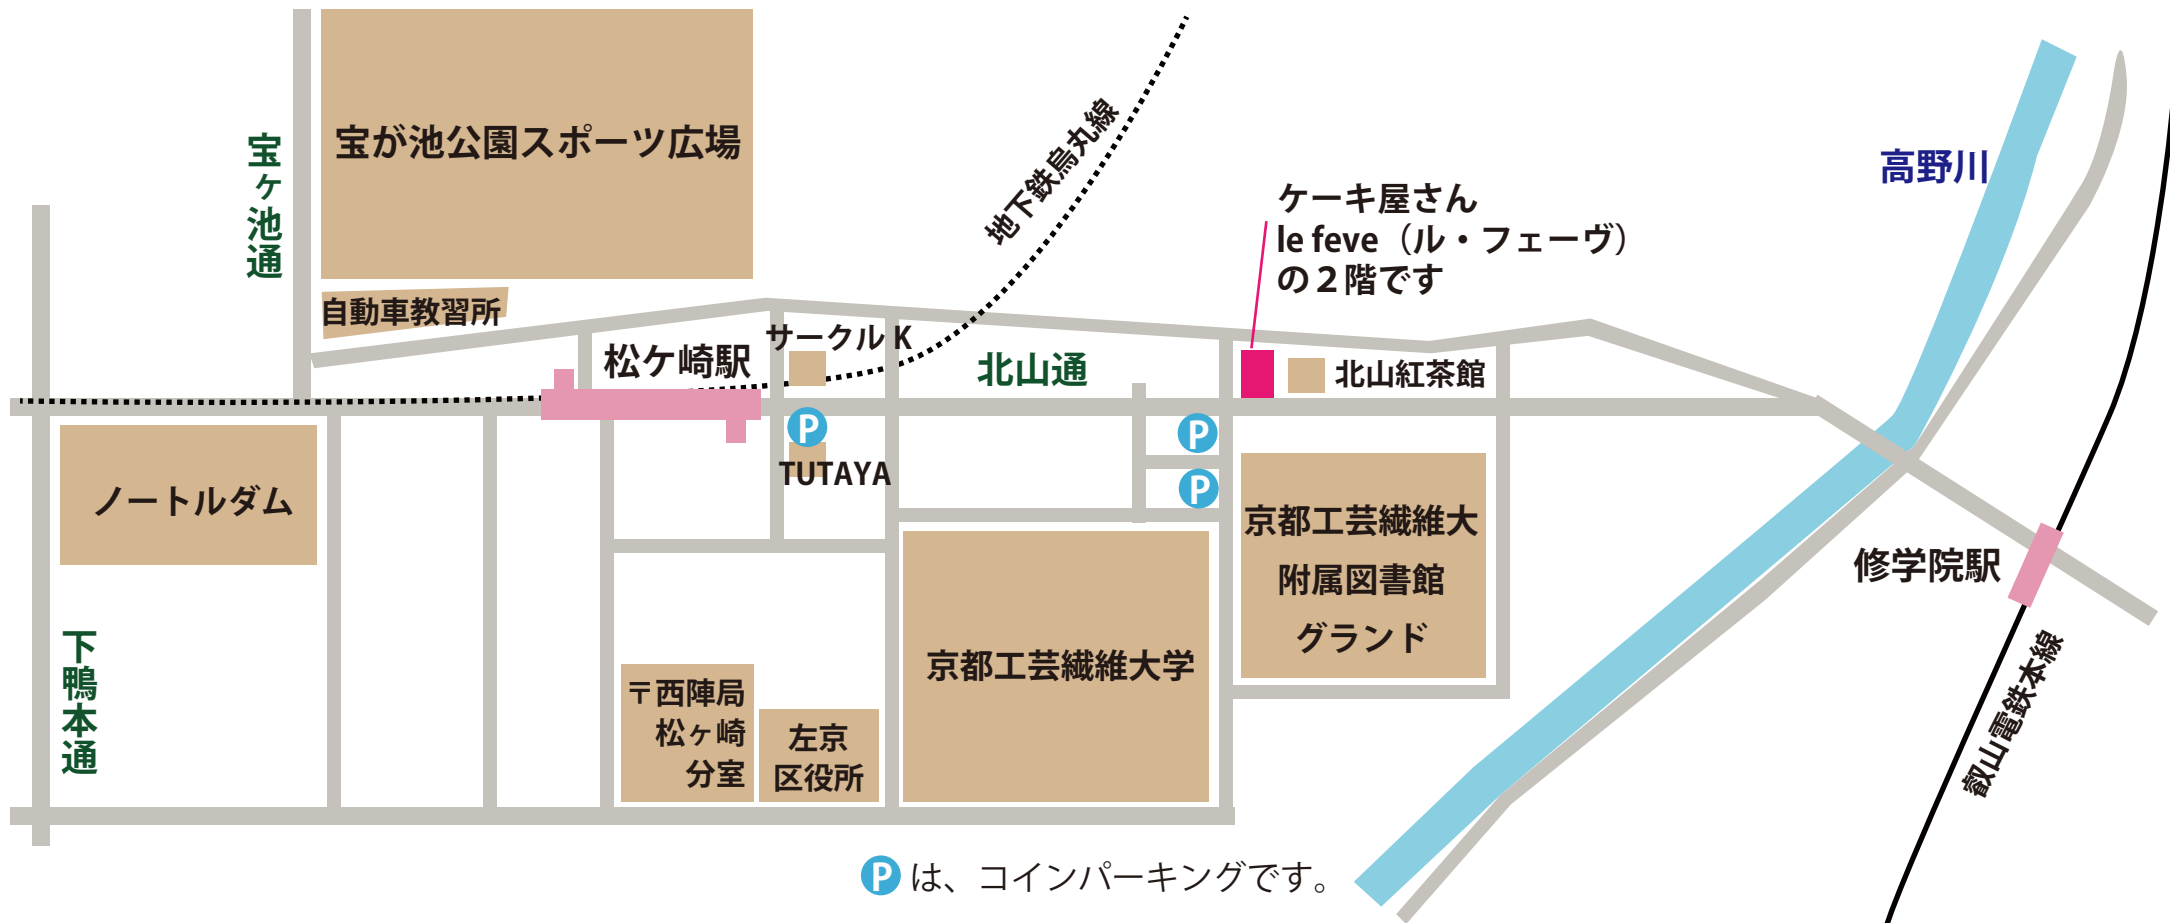 宝が池公園スポーツ広場
宝ヶ池通
自動車教習所
地下鉄烏丸線
ケーキ屋さん
le feve（ル・フェーヴ）
の２階です
高野川
サークル K
松ケ崎駅
北山通
北山紅茶館
P
TUTAYA
P
P
ノートルダム
京都工芸繊維大
附属図書館
グランド
修学院駅
下鴨本通
京都工芸繊維大学
〒西陣局
松ヶ崎
分室
左京
区役所
叡山電鉄本線
P は、コインパーキングです。